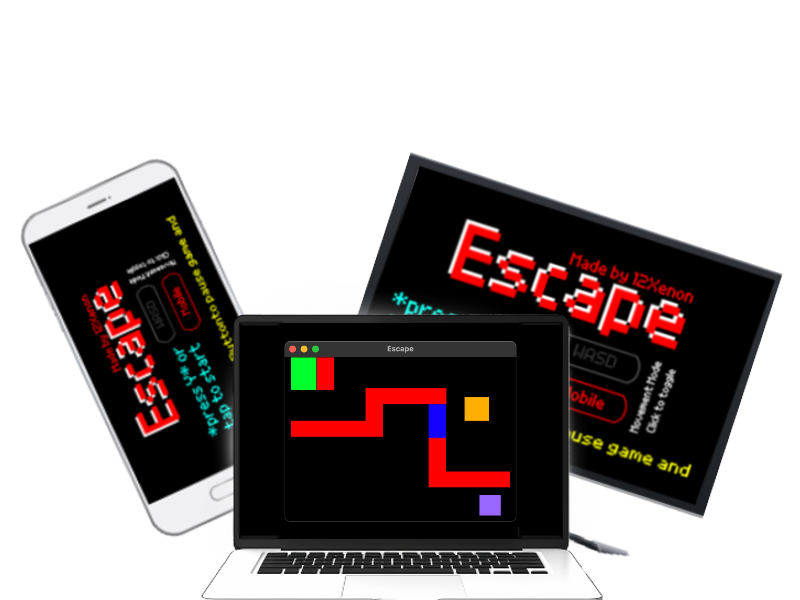 Escape
Made by 12Xenon
*press Y* or
tap to start
WASD
Mobile
Movement Mode
Click to toggle
button to pause game and
Escape
Made by 12Xenon
*pre
WASD
Mobile
Movement Mode
Click to toggle
use game and
Escape